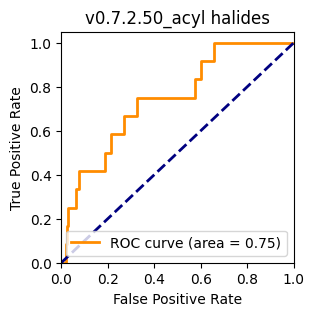 v0.7.2.50_acyl halides
True Positive Rate
1.0
0.8
0.6
0.4
0.2
0.0
ROC curve (area = 0.75)
0.0 0.2 0.4 0.6 0.8 1.0
False Positive Rate